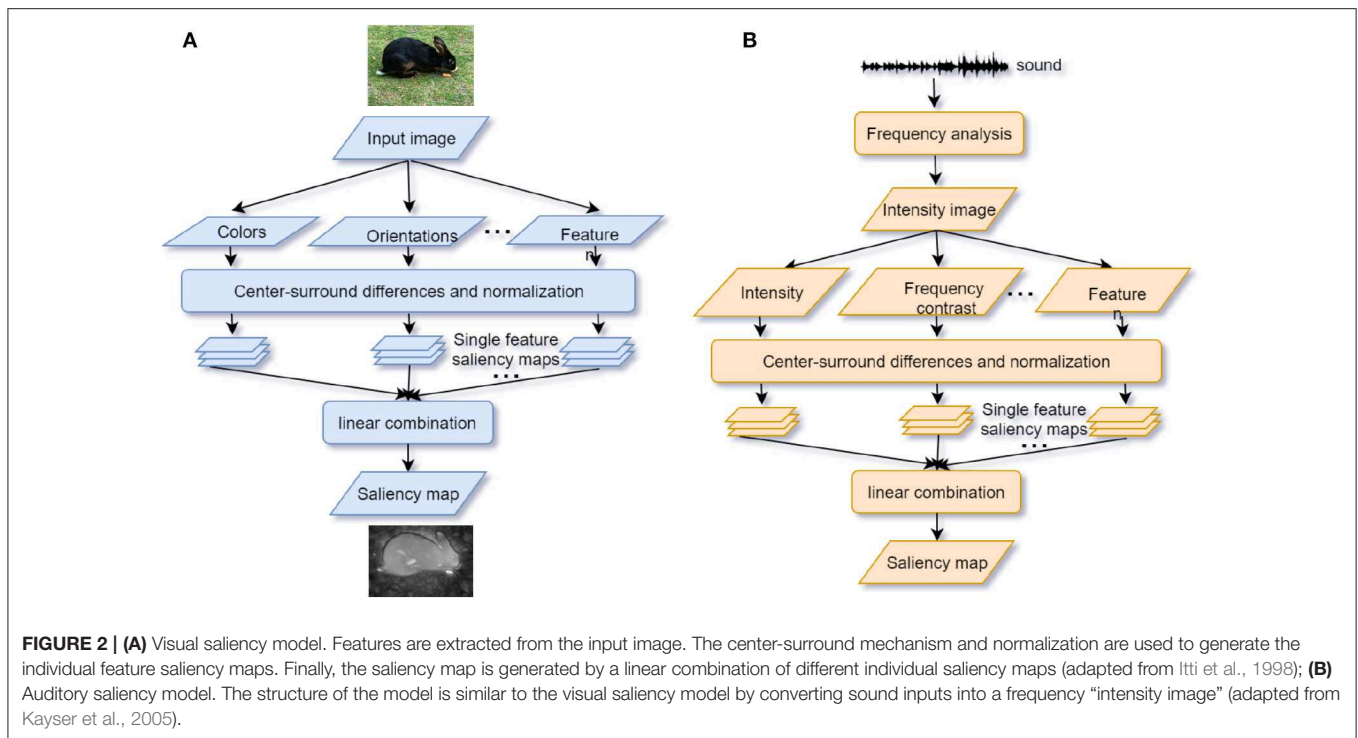 A
Input image
Colors
Orientations
...
Feature
n
Center-surround differences and normalization
Single feature
saliency maps
...
linear combination
Saliency map
B
sound
Frequency analysis
Intensity image
Intensity
Frequency
contrast
...
Feature
n
Center-surround differences and normalization
Single feature
saliency maps
...
linear combination
Saliency map
FIGURE 2 | (A) Visual saliency model. Features are extracted from the input image. The center-surround mechanism and normalization are used to generate the
individual feature saliency maps. Finally, the saliency map is generated by a linear combination of different individual saliency maps (adapted from Itti et al., 1998); (B)
Auditory saliency model. The structure of the model is similar to the visual saliency model by converting sound inputs into a frequency “intensity image” (adapted from
Kayser et al., 2005).